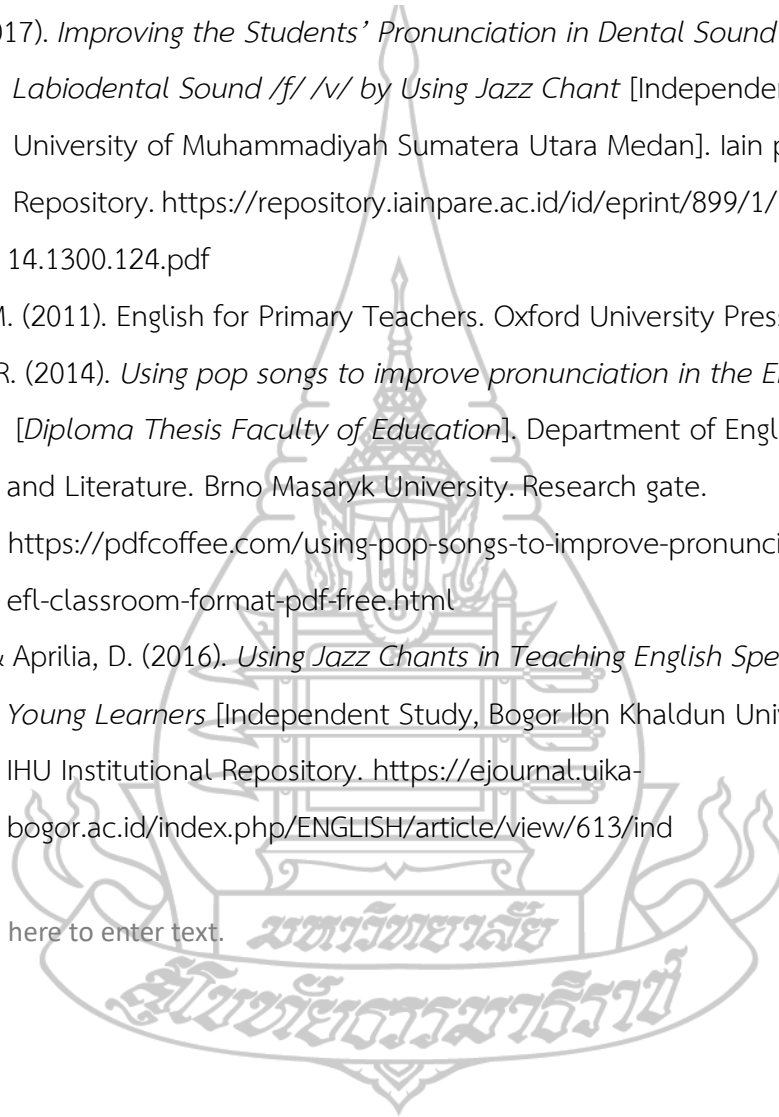 017). Improving the Students’ Pronunciation in Dental Sound
Labiodental Sound /f/ /v/ by Using Jazz Chant [Independe
University of Muhammadiyah Sumatera Utara Medan]. Iain p
Repository. https://repository.iainpare.ac.id/id/eprint/899/1/
14.1300.124.pdf
M. (2011). English for Primary Teachers. Oxford University Press
R. (2014). Using pop songs to improve pronunciation in the E
[Diploma Thesis Faculty of Education]. Department of Engl
and Literature. Brno Masaryk University. Research gate.
https://pdfcoffee.com/using-pop-songs-to-improve-pronunci
efl-classroom-format-pdf-free.html
& Aprilia, D. (2016). Using Jazz Chants in Teaching English Spe
Young Learners [Independent Study, Bogor Ibn Khaldun Univ
IHU Institutional Repository. https://ejournal.uika-
bogor.ac.id/index.php/ENGLISH/article/view/613/ind
here to enter text.
มหาวิทยาลัย
สุโขทัยธรรมาธิราช